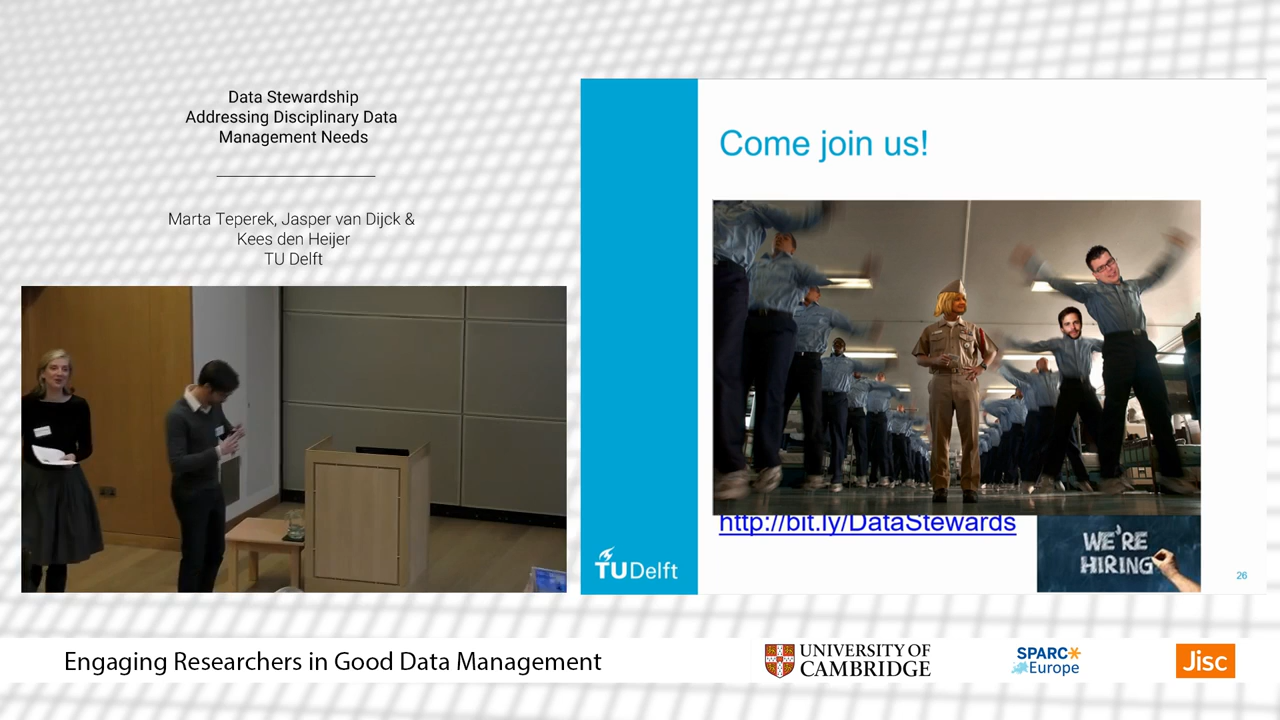 Data Stewardship
Addressing Disciplinary Data
Management Needs
Marta Teperek, Jasper van Dijck &
Kees den Heijer
TU Delft
Come join us!
http://bit.ly/DataStewards
WE'RE
HIRING
TUDelft
26
Engaging Researchers in Good Data Management
UNIVERSITY OF
CAMBRIDGE
SPARC
Europe
Jisc